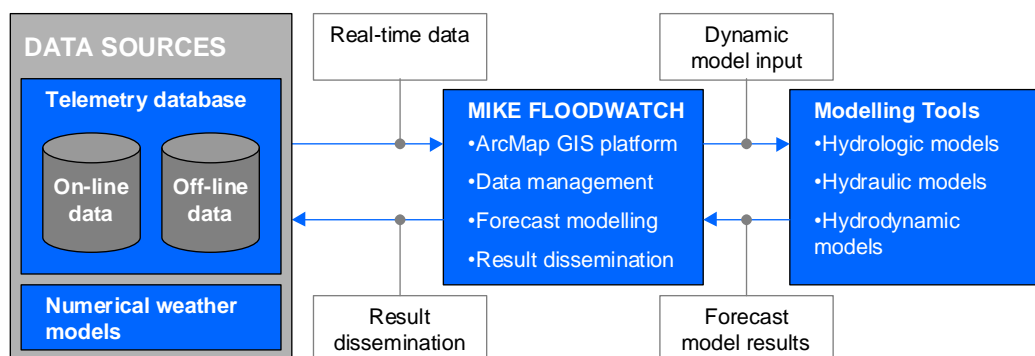 DATA SOURCES
Telemetry database
On-line
data
Off-line
data
Numerical weather
models
Real-time data
Result
dissemination
MIKE FLOODWATCH
•ArcMap GIS platform
•Data management
•Forecast modelling
•Result dissemination
Dynamic
model input
Forecast
model results
Modelling Tools
•Hydrologic models
•Hydraulic models
•Hydrodynamic
models